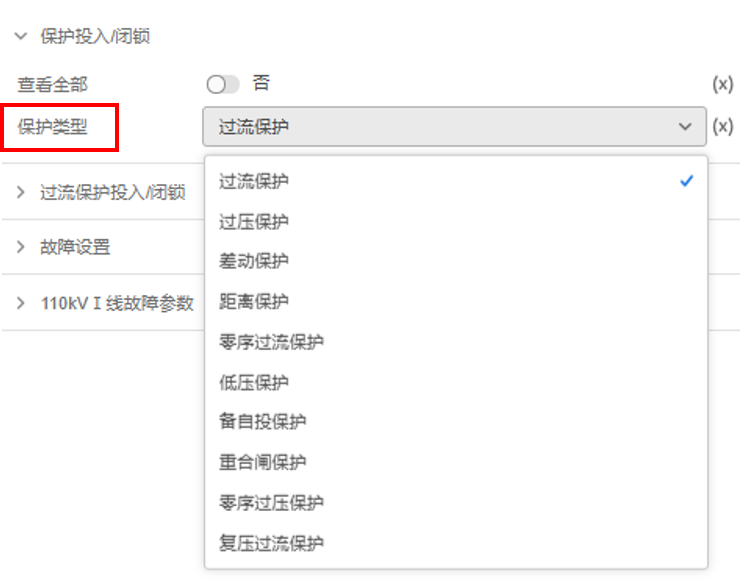 保护投入/闭锁
查看全部 否 (x)
保护类型 过流保护 (x)
过流保护
过流保护投入/闭锁
过压保护
故障设置
差动保护
110kV I 线故障参数
距离保护
零序过流保护
低压保护
备自投保护
重合闸保护
零序过压保护
复压过流保护